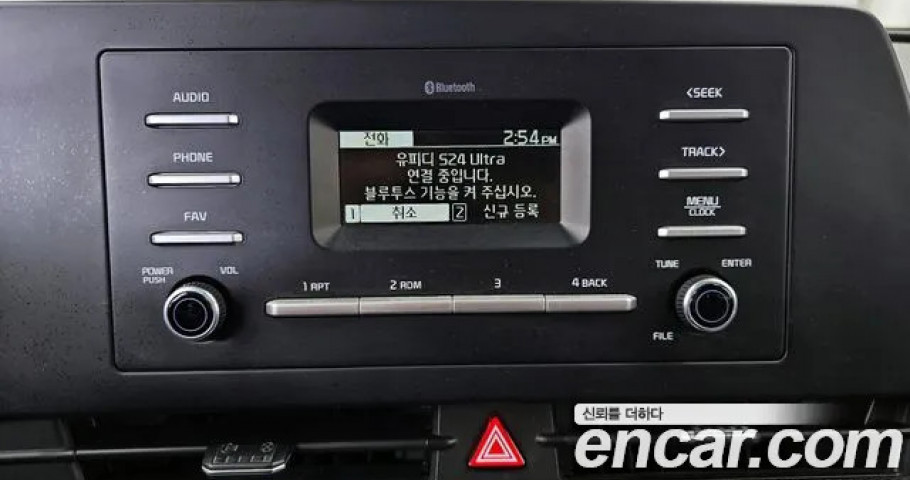 Bluetooth
AUDIO
<SEEK
전화 2:54 PM
PHONE
유피디 S24 Ultra
TRACK>
연결 중입니다.
블루투스 기능을 켜 주십시오.
FAV
1 취소 2 신규 등록
MENU
CLOCK
POWER
PUSH
VOL
TUNE
ENTER
1 RPT
2 RDM
3
4 BACK
FILE
신뢰를 더하다
encar.com